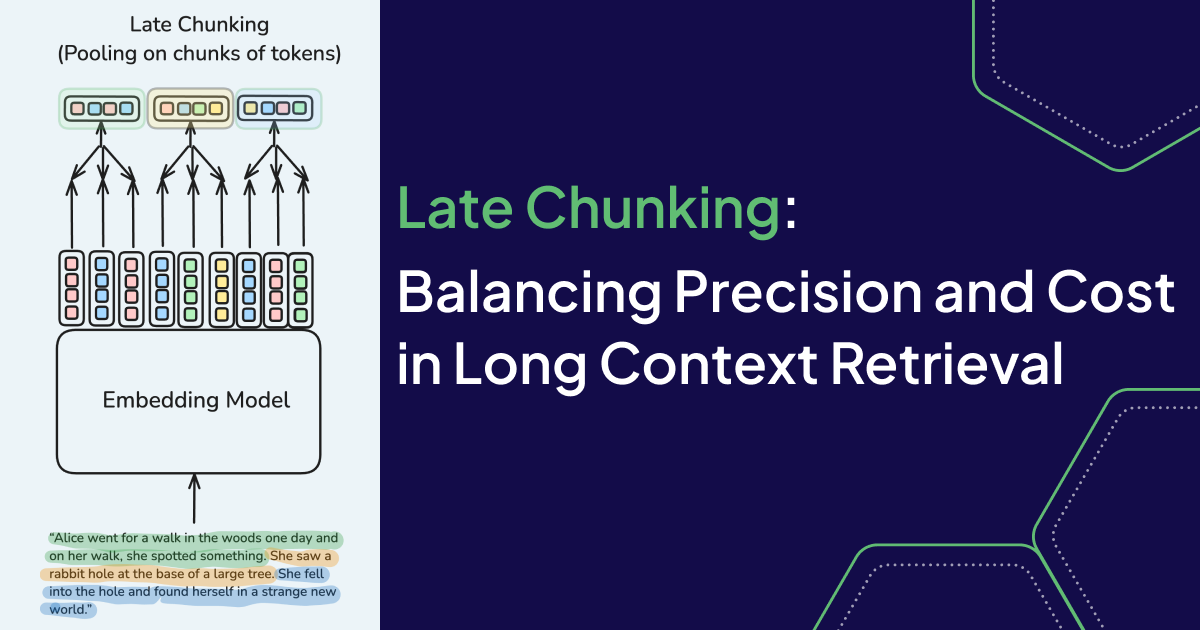 Late Chunking
(Pooling on chunks of tokens)
Embedding Model
“Alice went for a walk in the woods one day and
on her walk, she spotted something. She saw a
rabbit hole at the base of a large tree. She fell
into the hole and found herself in a strange new
world.”
Late Chunking:
Balancing Precision and Cost
in Long Context Retrieval